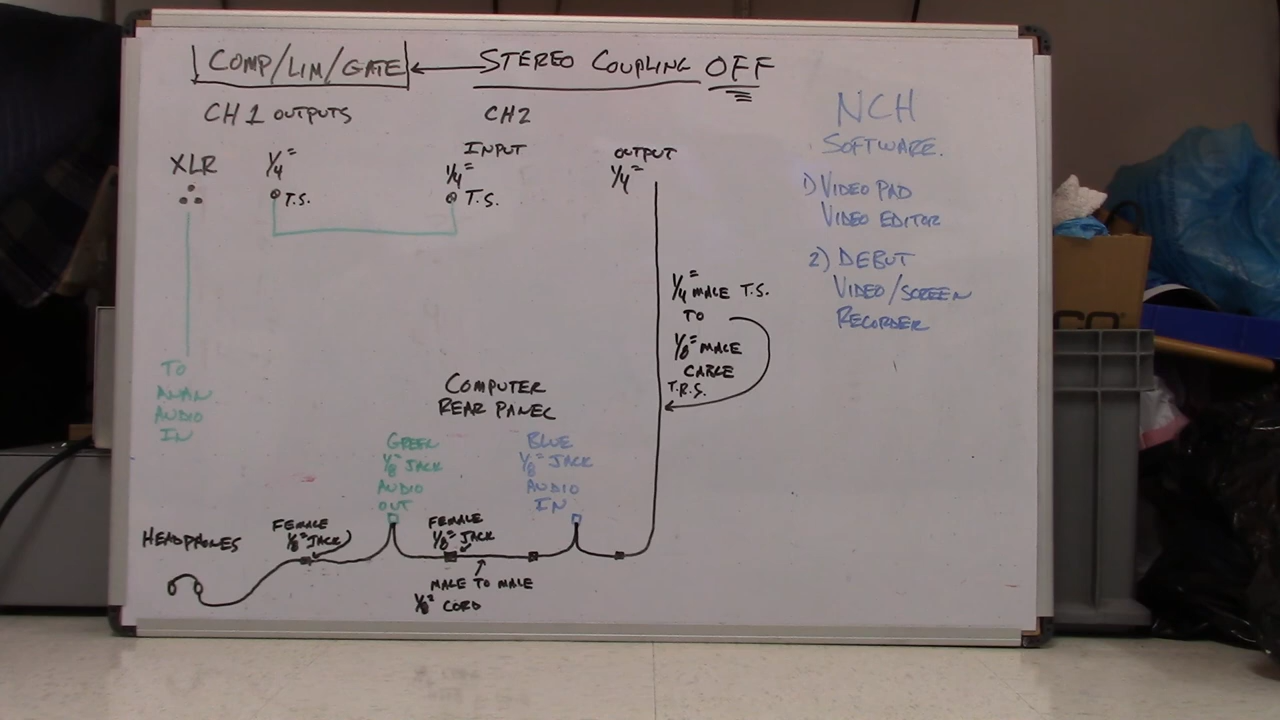 COMP/LIM/GATE STEREO COUPLING OFF
CH1 OUTPUTS CH2
XLR 1/4" INPUT 1/4" OUTPUT 1/4"
T.S. T.S.
1/4" MALE T.S.
TO
1/8" MALE
CABLE
T.R.S.
TO
AUDIO
IN
COMPUTER
REAR PANEL
GREEN
1/8" JACK
AUDIO
OUT
BLUE
1/8" JACK
AUDIO
IN
HEADPHONES
FEMALE
1/8" JACK
FEMALE
1/8" JACK
MALE TO MALE
1/8" CORD
NCH
SOFTWARE.
1) VIDEO PAD
VIDEO EDITOR
2) DEBUT
VIDEO/SCREEN
RECORDER